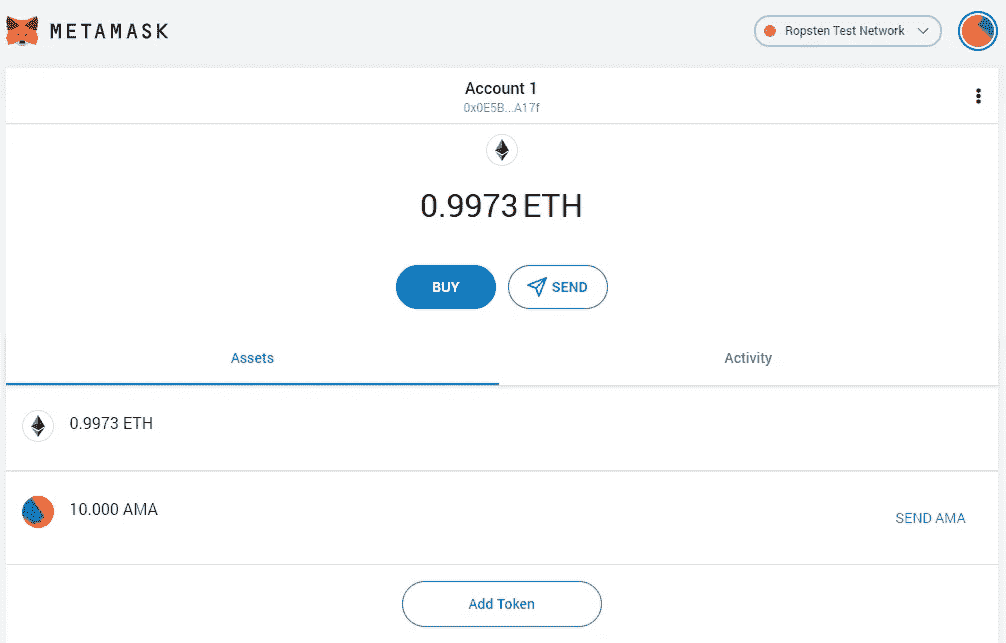 METAMASK
Ropsten Test Network
Account 1
0x0E5B...A17f
0.9973 ETH
BUY
SEND
Assets
Activity
0.9973 ETH
10.000 AMA
SEND AMA
Add Token